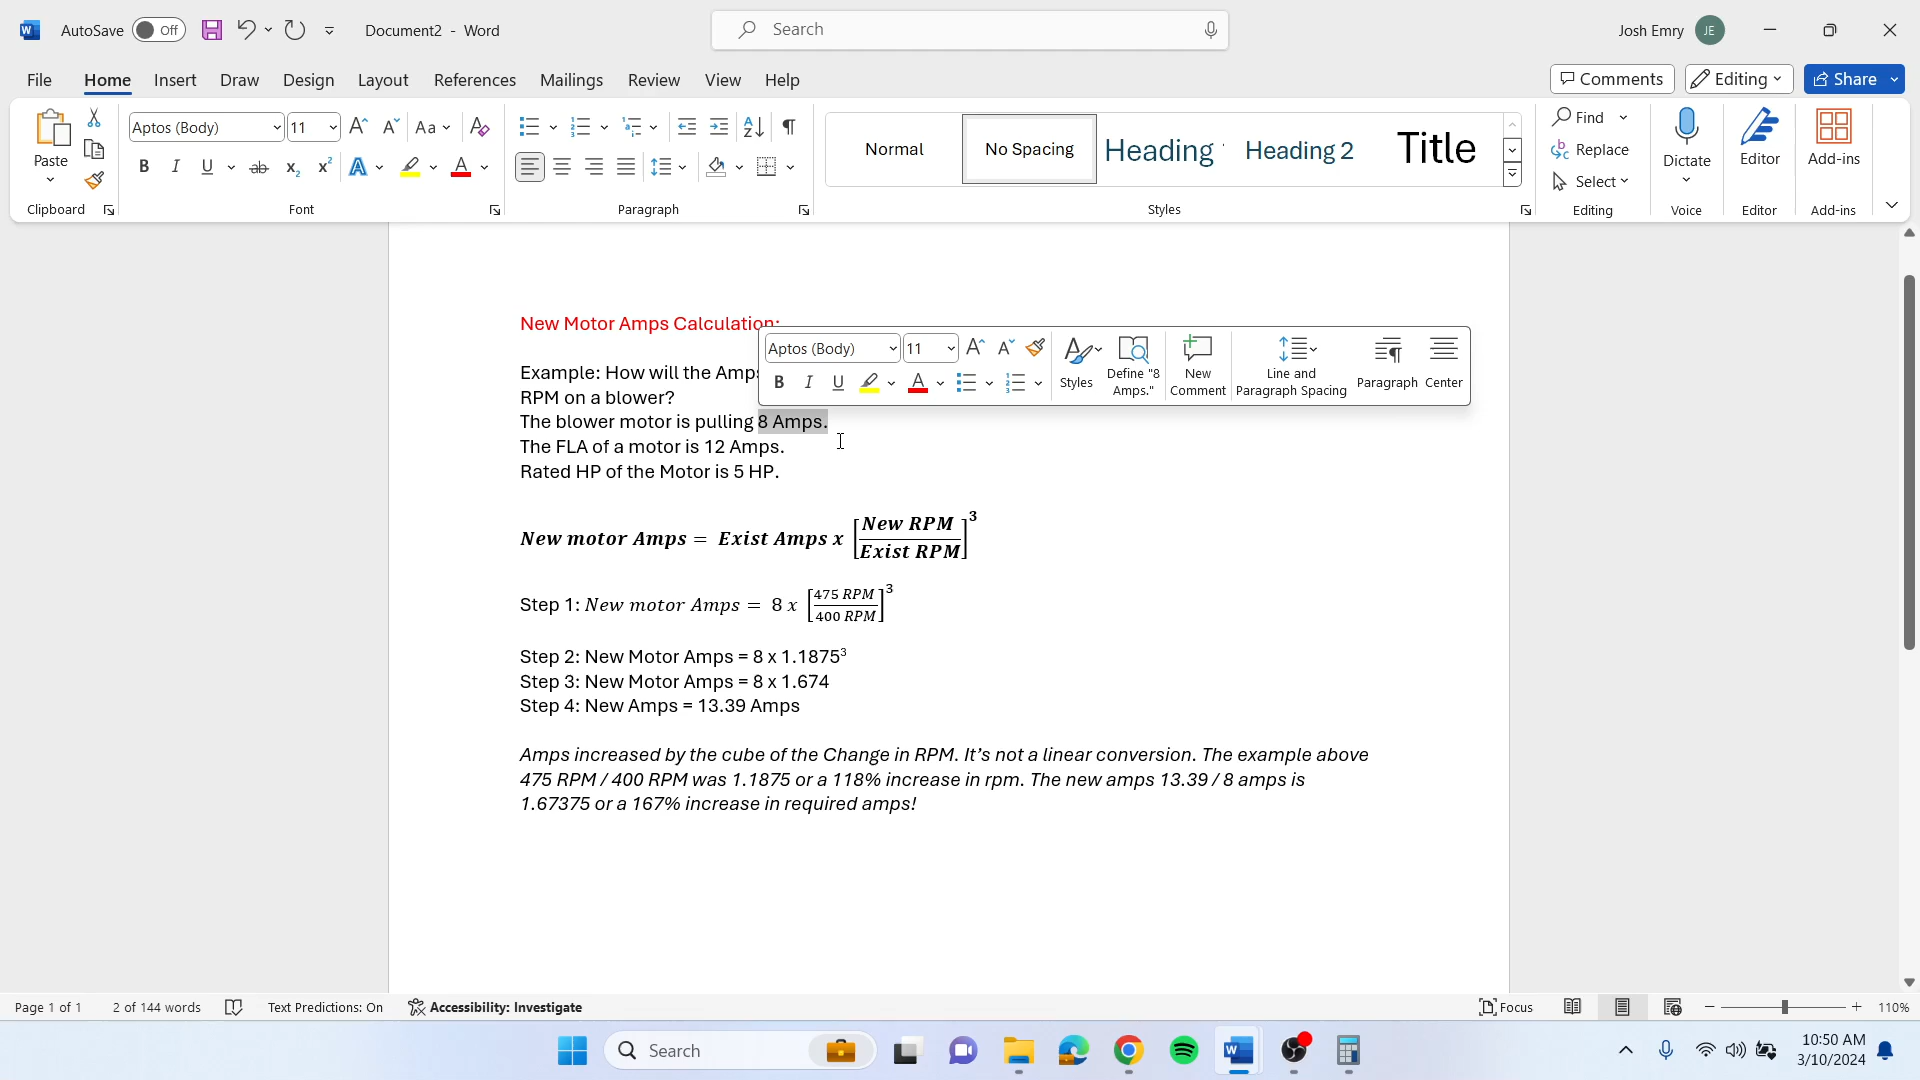 AutoSave Off Document2 - Word Search Josh Emry JE
File Home Insert Draw Design Layout References Mailings Review View Help Comments Editing Share
Paste
Clipboard
Aptos (Body) 11
Font
Paragraph
Normal No Spacing Heading Heading 2 Title
Styles
Find
Replace
Select
Editing
Dictate
Voice
Editor
Editor
Add-ins
Add-ins
New Motor Amps Calculation:
Example: How will the Amps
RPM on a blower?
The blower motor is pulling 8 Amps.
The FLA of a motor is 12 Amps.
Rated HP of the Motor is 5 HP.
Aptos (Body) 11
Styles
Define "8 Amps."
New Comment
Line and Paragraph Spacing
Paragraph
Center
New motor Amps = Exist Amps x [New RPM / Exist RPM]³
Step 1: New motor Amps = 8 x [475 RPM / 400 RPM]³
Step 2: New Motor Amps = 8 x 1.1875³
Step 3: New Motor Amps = 8 x 1.674
Step 4: New Amps = 13.39 Amps
Amps increased by the cube of the Change in RPM. It's not a linear conversion. The example above
475 RPM / 400 RPM was 1.1875 or a 118% increase in rpm. The new amps 13.39 / 8 amps is
1.67375 or a 167% increase in required amps!
Page 1 of 1 2 of 144 words Text Predictions: On Accessibility: Investigate Focus 110%
Search
10:50 AM
3/10/2024